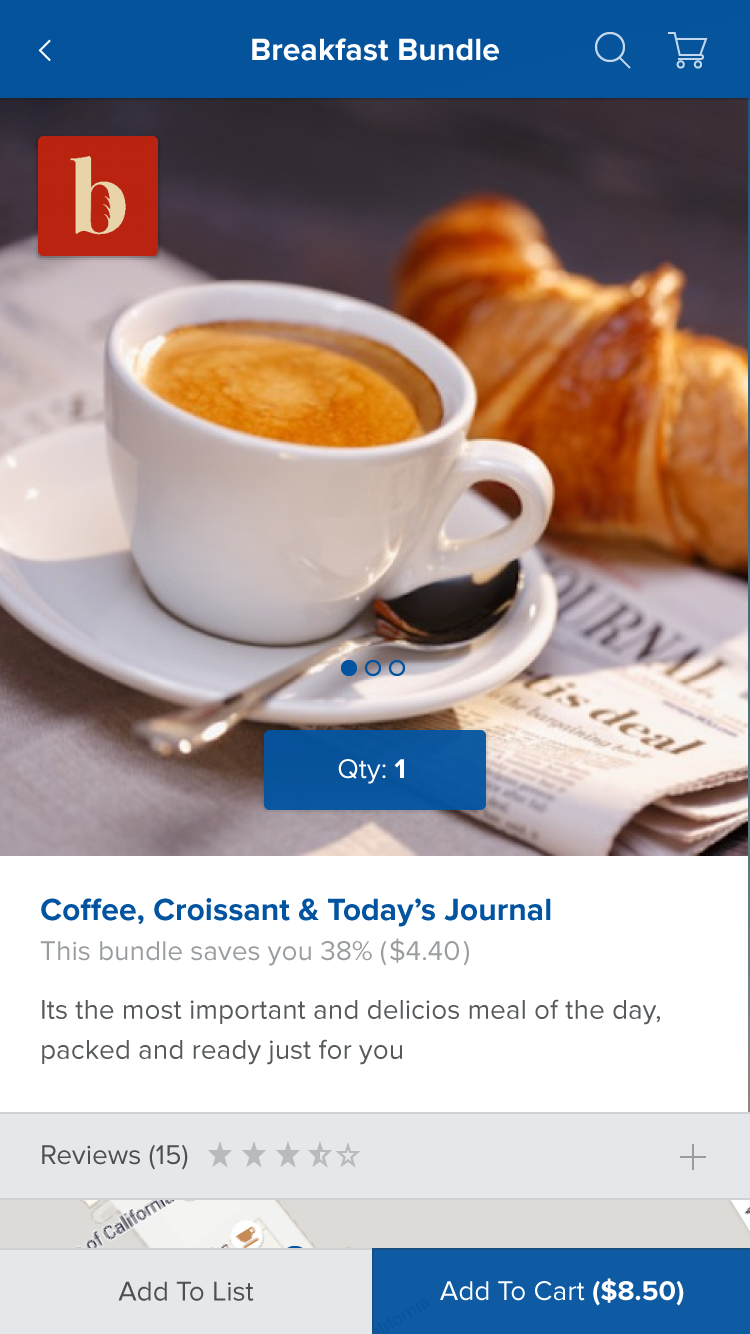 Breakfast Bundle
b
JOURNAL
deal
Qty: 1
Coffee, Croissant & Today’s Journal
This bundle saves you 38% ($4.40)
Its the most important and delicios meal of the day,
packed and ready just for you
Reviews (15)
of California
Add To List
Add To Cart ($8.50)